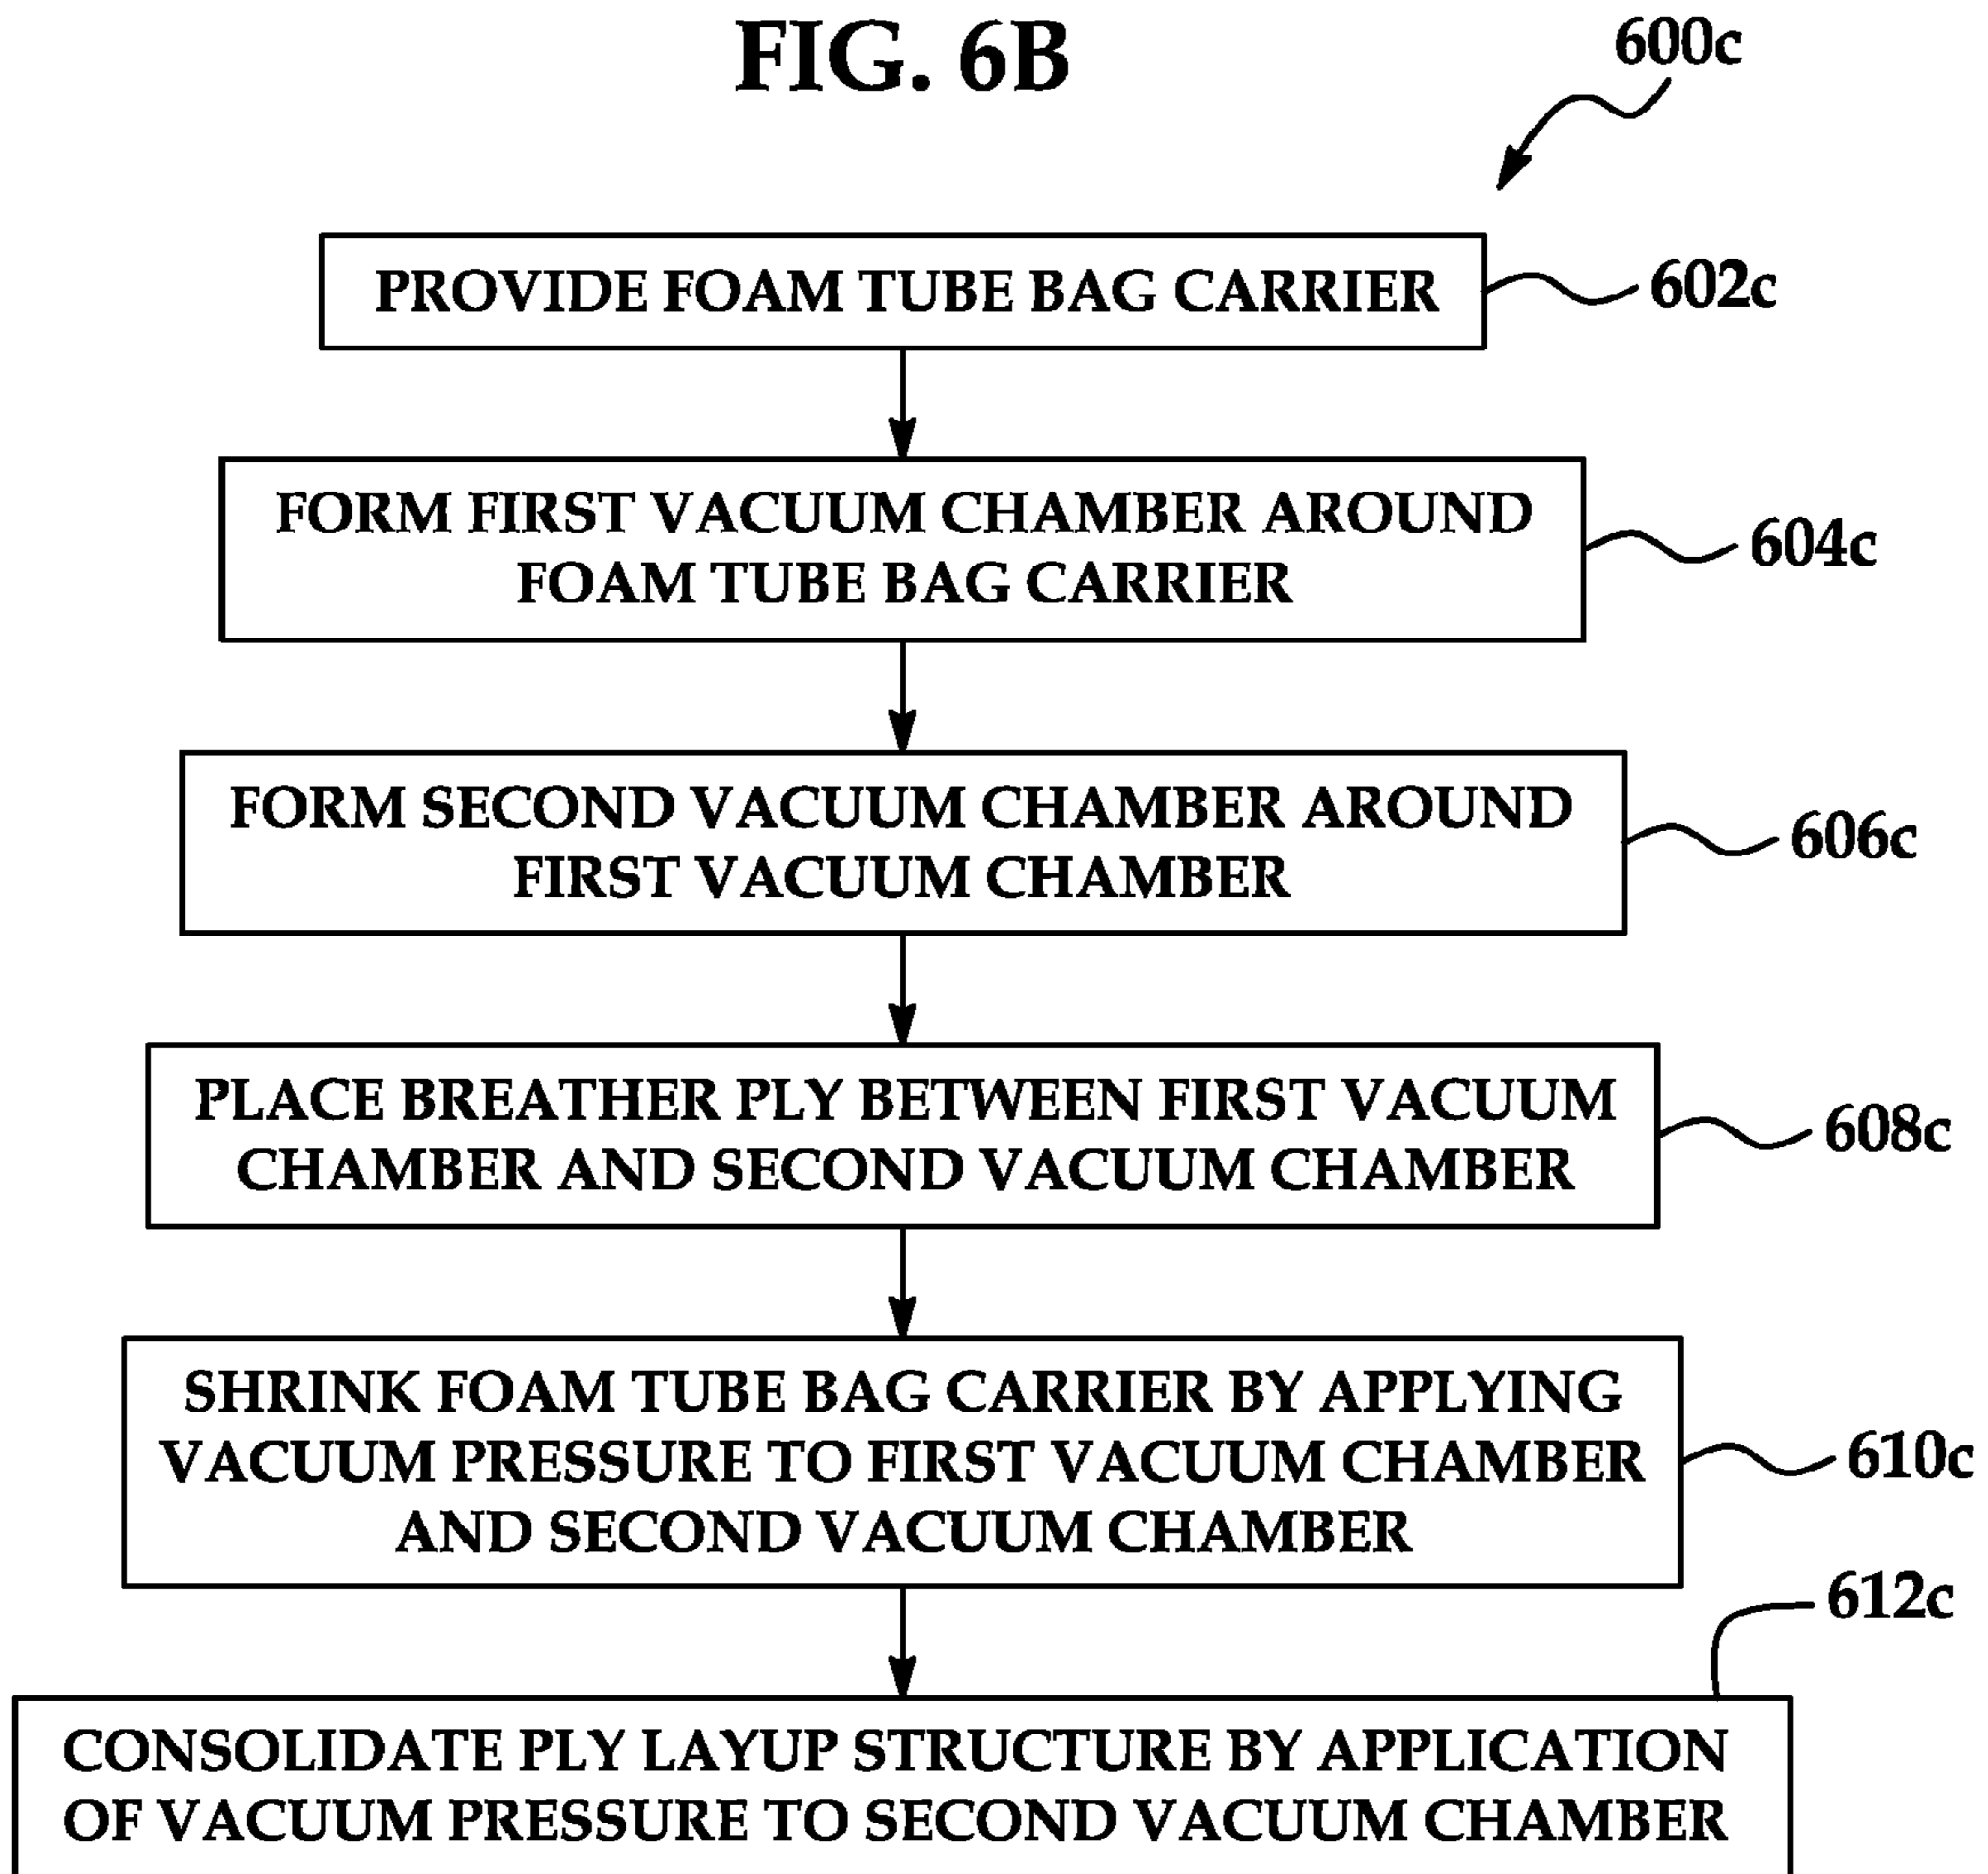 FIG. 6B
600c
PROVIDE FOAM TUBE BAG CARRIER
602c
FORM FIRST VACUUM CHAMBER AROUND
FOAM TUBE BAG CARRIER
604c
FORM SECOND VACUUM CHAMBER AROUND
FIRST VACUUM CHAMBER
606c
PLACE BREATHER PLY BETWEEN FIRST VACUUM
CHAMBER AND SECOND VACUUM CHAMBER
608c
SHRINK FOAM TUBE BAG CARRIER BY APPLYING
VACUUM PRESSURE TO FIRST VACUUM CHAMBER
AND SECOND VACUUM CHAMBER
610c
612c
CONSOLIDATE PLY LAYUP STRUCTURE BY APPLICATION
OF VACUUM PRESSURE TO SECOND VACUUM CHAMBER